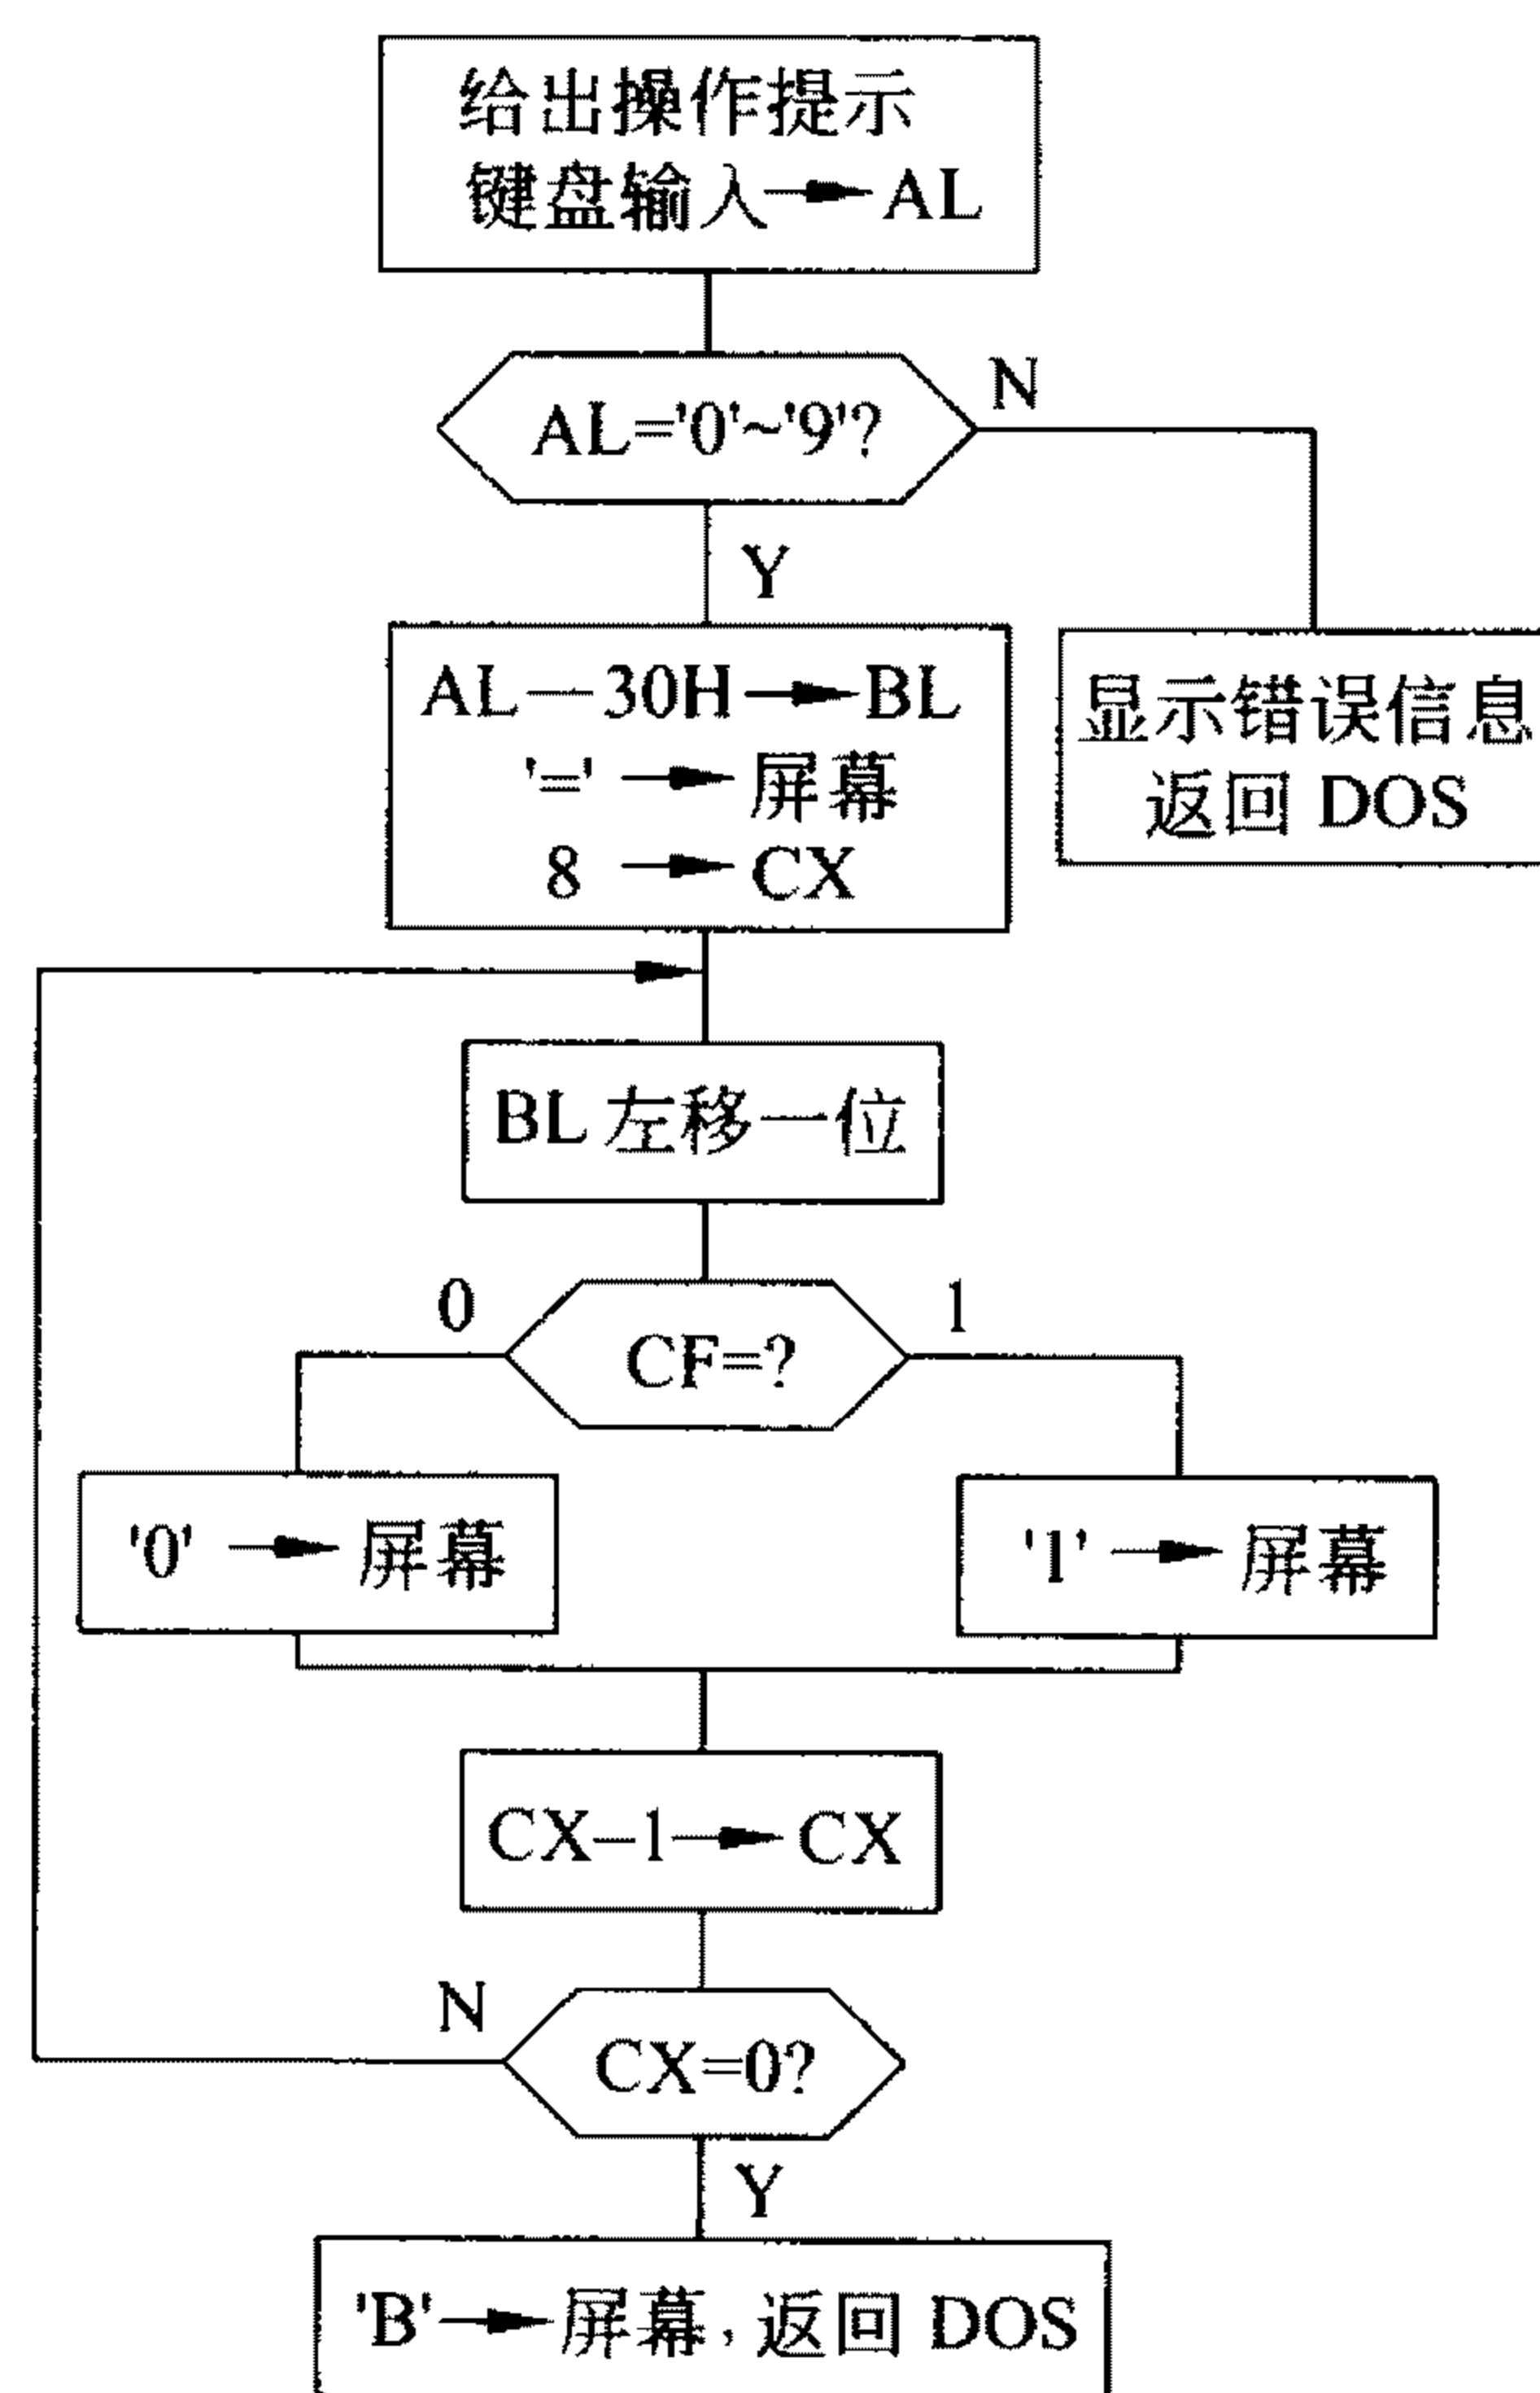 给出操作提示
键盘输入→AL
AL='0'~'9'?
N
Y
AL—30H→BL
'='→屏幕
8→CX
显示错误信息
返回 DOS
BL 左移一位
0
CF=?
1
'0'→屏幕
'1'→屏幕
CX–1→CX
N
CX=0?
Y
'B'→屏幕,返回 DOS